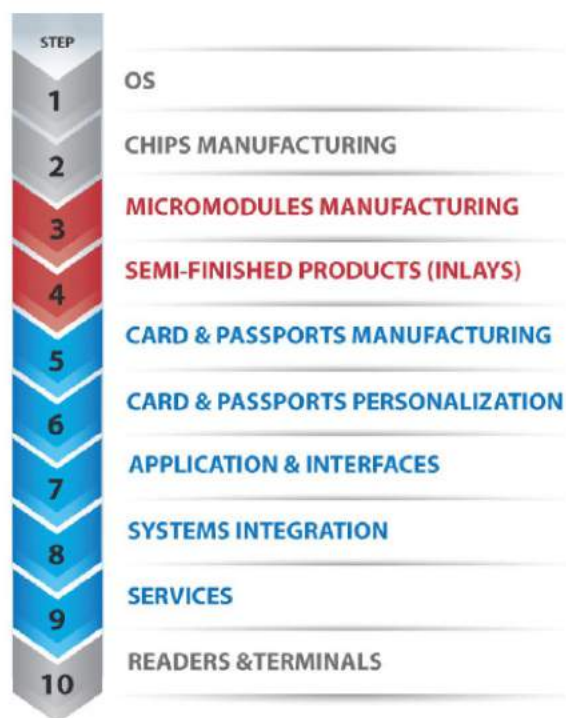 STEP
1 OS
2 CHIPS MANUFACTURING
3 MICROMODULES MANUFACTURING
4 SEMI-FINISHED PRODUCTS (INLAYS)
5 CARD & PASSPORTS MANUFACTURING
6 CARD & PASSPORTS PERSONALIZATION
7 APPLICATION & INTERFACES
8 SYSTEMS INTEGRATION
9 SERVICES
10 READERS &TERMINALS